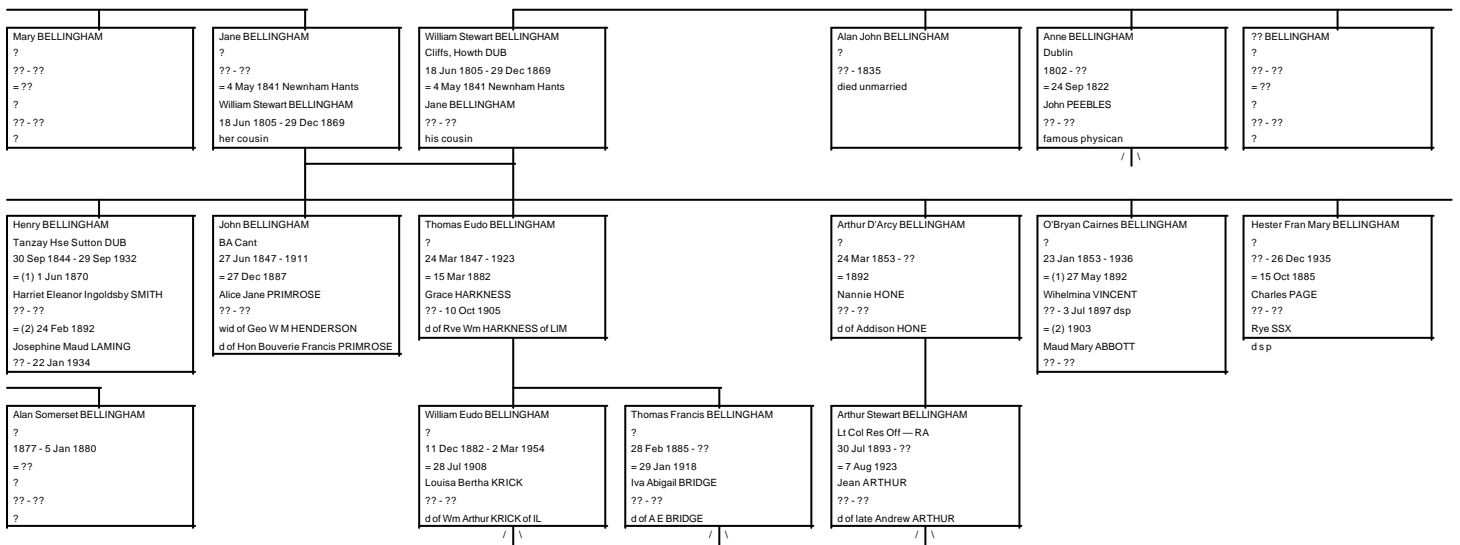 Mary BELLINGHAM
?
?? - ??
= ??
?
?? - ??
?
Jane BELLINGHAM
?
?? - ??
= 4 May 1841 Newnham Hants
William Stewart BELLINGHAM
18 Jun 1805 - 29 Dec 1869
her cousin
William Stewart BELLINGHAM
Cliffs, Howth DUB
18 Jun 1805 - 29 Dec 1869
= 4 May 1841 Newnham Hants
Jane BELLINGHAM
?? - ??
his cousin
Alan John BELLINGHAM
?
?? - 1835
died unmarried
Anne BELLINGHAM
Dublin
1802 - ??
= 24 Sep 1822
John PEEBLES
?? - ??
famous physican
/ \
?? BELLINGHAM
?
?? - ??
= ??
?
?? - ??
?
Henry BELLINGHAM
Tanzay Hse Sutton DUB
30 Sep 1844 - 29 Sep 1932
= (1) 1 Jun 1870
Harriet Eleanor Ingoldsby SMITH
?? - ??
= (2) 24 Feb 1892
Josephine Maud LAMING
?? - 22 Jan 1934
John BELLINGHAM
BA Cant
27 Jun 1847 - 1911
= 27 Dec 1887
Alice Jane PRIMROSE
?? - ??
wid of Geo W M HENDERSON
d of Hon Bouverie Francis PRIMROSE
Thomas Eudo BELLINGHAM
?
24 Mar 1847 - 1923
= 15 Mar 1882
Grace HARKNESS
?? - 10 Oct 1905
d of Rve Wm HARKNESS of LIM
Arthur D'Arcy BELLINGHAM
?
24 Mar 1853 - ??
= 1892
Nannie HONE
?? - ??
d of Addison HONE
O'Bryan Cairnes BELLINGHAM
?
23 Jan 1853 - 1936
= (1) 27 May 1892
Wihelmina VINCENT
?? - 3 Jul 1897 dsp
= (2) 1903
Maud Mary ABBOTT
?? - ??
Hester Fran Mary BELLINGHAM
?
?? - 26 Dec 1935
= 15 Oct 1885
Charles PAGE
?? - ??
Rye SSX
d s p
Alan Somerset BELLINGHAM
?
1877 - 5 Jan 1880
= ??
?
?? - ??
?
William Eudo BELLINGHAM
?
11 Dec 1882 - 2 Mar 1954
= 28 Jul 1908
Louisa Bertha KRICK
?? - ??
d of Wm Arthur KRICK of IL
/ \
Thomas Francis BELLINGHAM
?
28 Feb 1885 - ??
= 29 Jan 1918
Iva Abigail BRIDGE
?? - ??
d of A E BRIDGE
/ \
Arthur Stewart BELLINGHAM
Lt Col Res Off — RA
30 Jul 1893 - ??
= 7 Aug 1923
Jean ARTHUR
?? - ??
d of late Andrew ARTHUR
/ \